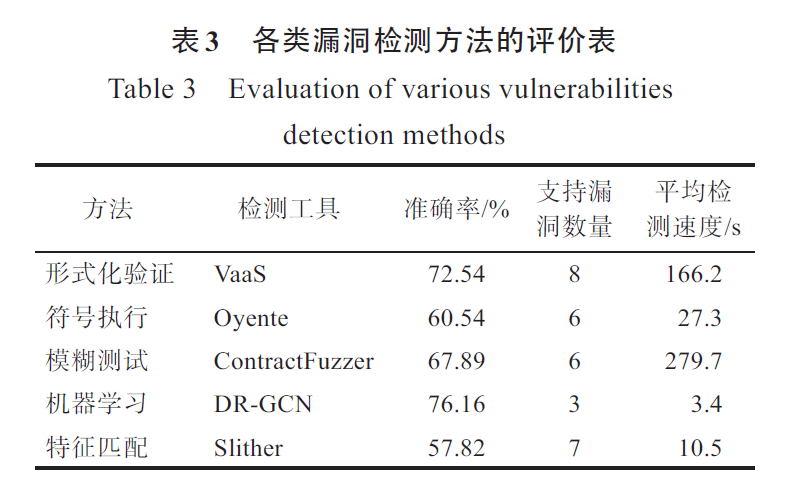 表3 各类漏洞检测方法的评价表
Table 3 Evaluation of various vulnerabilities
detection methods
方法 检测工具 准确率/% 支持漏洞数量 平均检测速度/s
形式化验证 VaaS 72.54 8 166.2
符号执行 Oyente 60.54 6 27.3
模糊测试 ContractFuzzer 67.89 6 279.7
机器学习 DR-GCN 76.16 3 3.4
特征匹配 Slither 57.82 7 10.5